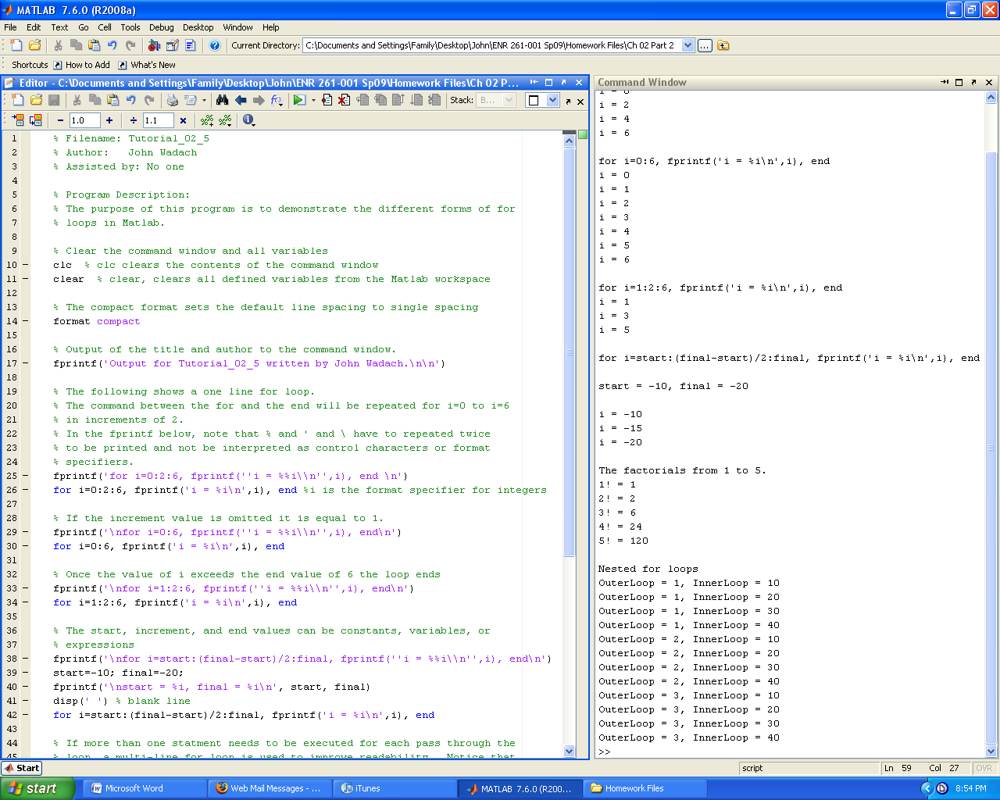 MATLAB  7.6.0 (R2008a)
File  Edit  Text  Go  Cell  Tools  Debug  Desktop  Window  Help
Current Directory: C:\Documents and Settings\Family\Desktop\John\ENR 261-001 Sp09\Homework Files\Ch 02 Part 2
Shortcuts  How to Add  What's New
Editor - C:\Documents and Settings\Family\Desktop\John\ENR 261-001 Sp09\Homework Files\Ch 02 P...
Stack: B...
− 1.0 + ÷ 1.1 ×
1 % Filename: Tutorial_02_5
2 % Author:   John Wadach
3 % Assisted by: No one
4
5 % Program Description:
6 % The purpose of this program is to demonstrate the different forms of for
7 % loops in Matlab.
8
9 % Clear the command window and all variables
10 – clc  % clc clears the contents of the command window
11 – clear  % clear, clears all defined variables from the Matlab workspace
12
13 % The compact format sets the default line spacing to single spacing
14 – format compact
15
16 % Output of the title and author to the command window.
17 – fprintf('Output for Tutorial_02_5 written by John Wadach.\n\n')
18
19 % The following shows a one line for loop.
20 % The command between the for and the end will be repeated for i=0 to i=6
21 % in increments of 2.
22 % In the fprintf below, note that % and ' and \ have to repeated twice
23 % to be printed and not be interpreted as control characters or format
24 % specifiers.
25 – fprintf('for i=0:2:6, fprintf(''i = %%i\\n'',i), end \n')
26 – for i=0:2:6, fprintf('i = %i\n',i), end %i is the format specifier for integers
27
28 % If the increment value is omitted it is equal to 1.
29 – fprintf('\nfor i=0:6, fprintf(''i = %%i\\n'',i), end\n')
30 – for i=0:6, fprintf('i = %i\n',i), end
31
32 % Once the value of i exceeds the end value of 6 the loop ends
33 – fprintf('\nfor i=1:2:6, fprintf(''i = %%i\\n'',i), end\n')
34 – for i=1:2:6, fprintf('i = %i\n',i), end
35
36 % The start, increment, and end values can be constants, variables, or
37 % expressions
38 – fprintf('\nfor i=start:(final-start)/2:final, fprintf(''i = %%i\\n'',i), end\n')
39 – start=-10; final=-20;
40 – fprintf('\nstart = %i, final = %i\n', start, final)
41 – disp(' ') % blank line
42 – for i=start:(final-start)/2:final, fprintf('i = %i\n',i), end
43
44 % If more than one statment needs to be executed for each pass through the
45 % loop, a multi-line for loop is used to improve readability.  Notice that
Command Window
i = 0
i = 2
i = 4
i = 6
for i=0:6, fprintf('i = %i\n',i), end
i = 0
i = 1
i = 2
i = 3
i = 4
i = 5
i = 6
for i=1:2:6, fprintf('i = %i\n',i), end
i = 1
i = 3
i = 5
for i=start:(final-start)/2:final, fprintf('i = %i\n',i), end
start = -10, final = -20
i = -10
i = -15
i = -20
The factorials from 1 to 5.
1! = 1
2! = 2
3! = 6
4! = 24
5! = 120
Nested for loops
OuterLoop = 1, InnerLoop = 10
OuterLoop = 1, InnerLoop = 20
OuterLoop = 1, InnerLoop = 30
OuterLoop = 1, InnerLoop = 40
OuterLoop = 2, InnerLoop = 10
OuterLoop = 2, InnerLoop = 20
OuterLoop = 2, InnerLoop = 30
OuterLoop = 2, InnerLoop = 40
OuterLoop = 3, InnerLoop = 10
OuterLoop = 3, InnerLoop = 20
OuterLoop = 3, InnerLoop = 30
OuterLoop = 3, InnerLoop = 40
>>
Start  script  Ln 59  Col 27  OVR
start  Microsoft Word  Web Mail Messages - ...  iTunes  MATLAB  7.6.0 (R200...  Homework Files  8:54 PM